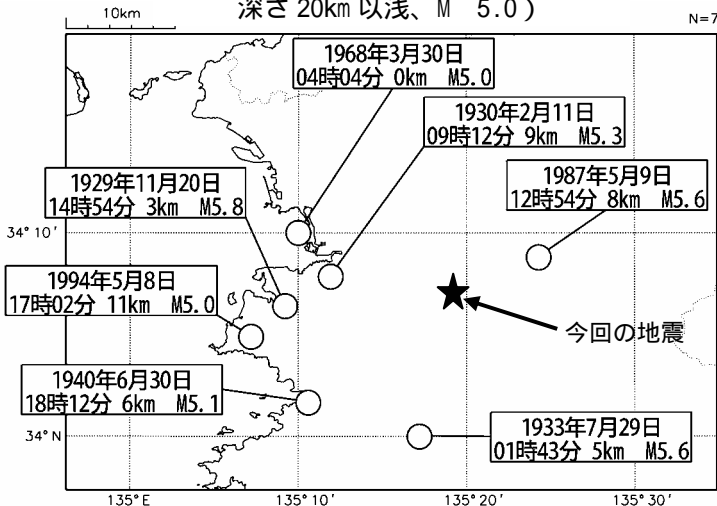 深さ20km以浅、M 5.0)
10km
N=7
1968年3月30日
04時04分 0km M5.0
1930年2月11日
09時12分 9km M5.3
1987年5月9日
12時54分 8km M5.6
1929年11月20日
14時54分 3km M5.8
34°10′
1994年5月8日
17時02分 11km M5.0
今回の地震
1940年6月30日
18時12分 6km M5.1
1933年7月29日
01時43分 5km M5.6
34°N
135°E
135°10′
135°20′
135°30′